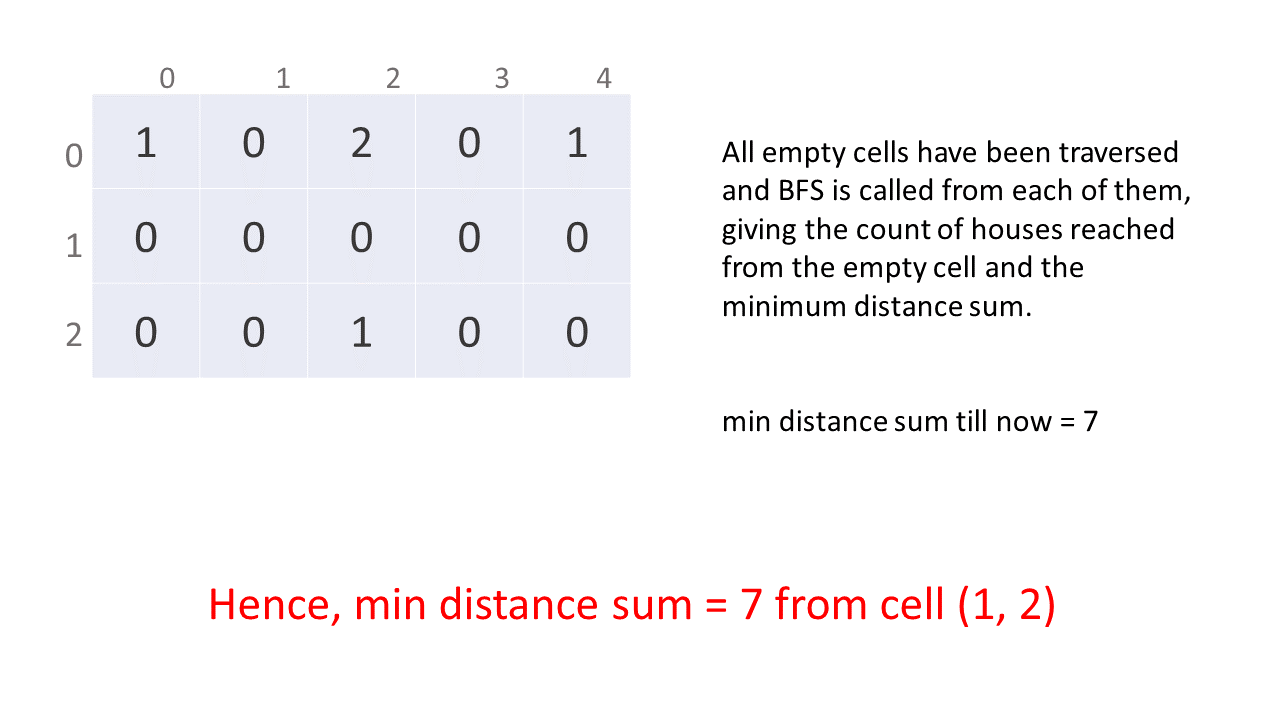 0 1 2 3 4
0 1 0 2 0 1
1 0 0 0 0 0
2 0 0 1 0 0
All empty cells have been traversed
and BFS is called from each of them,
giving the count of houses reached
from the empty cell and the
minimum distance sum.
min distance sum till now = 7
Hence, min distance sum = 7 from cell (1, 2)